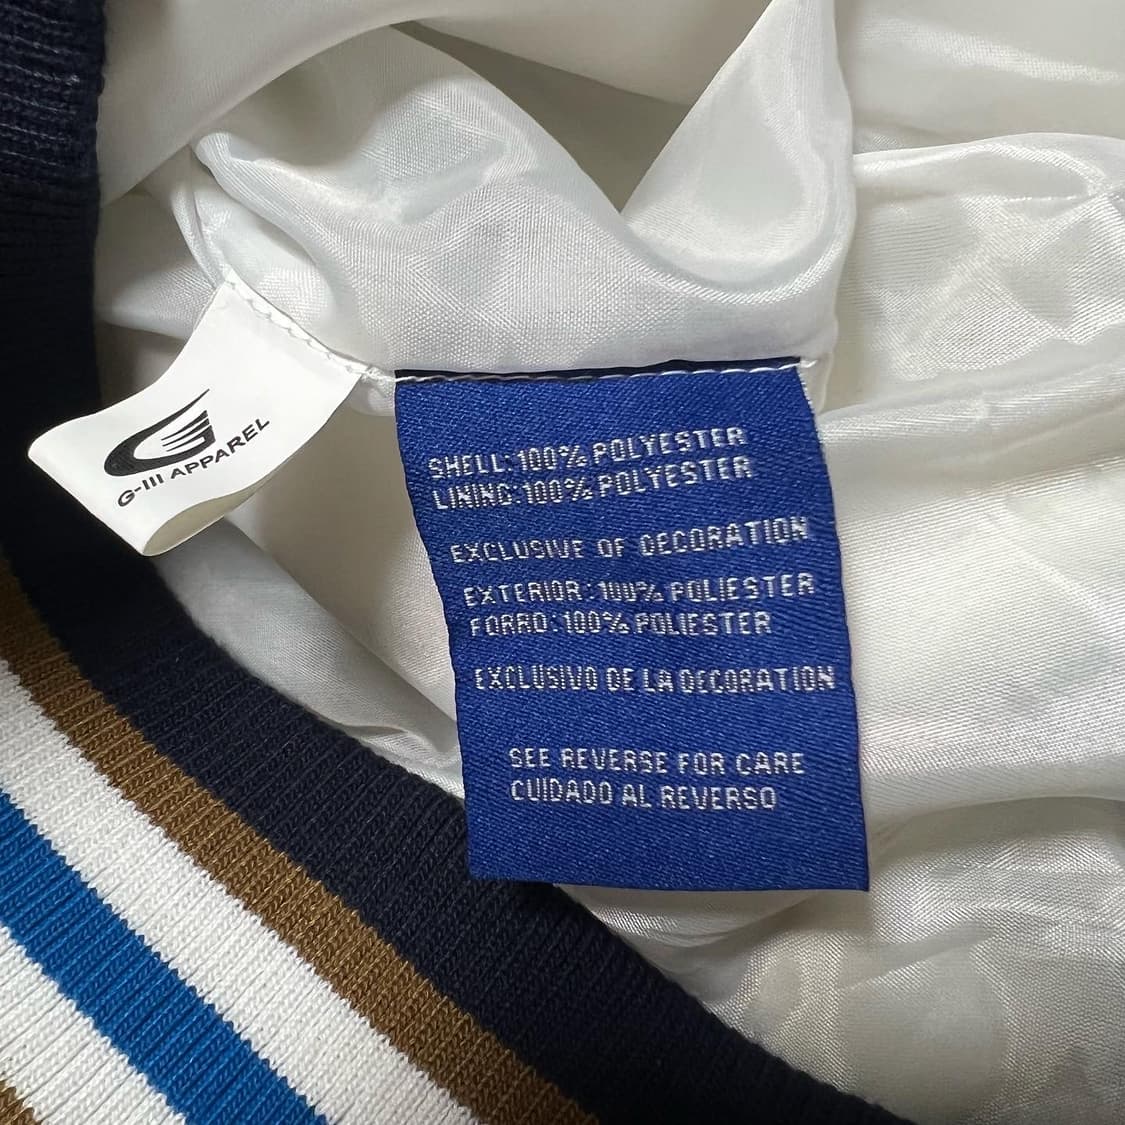 G-III APPAREL
SHELL: 100% POLYESTER
LINING: 100% POLYESTER
EXCLUSIVE OF DECORATION
EXTERIOR: 100% POLIESTER
FORRO: 100% POLIESTER
EXCLUSIVO DE LA DECORATION
SEE REVERSE FOR CARE
CUIDADO AL REVERSO